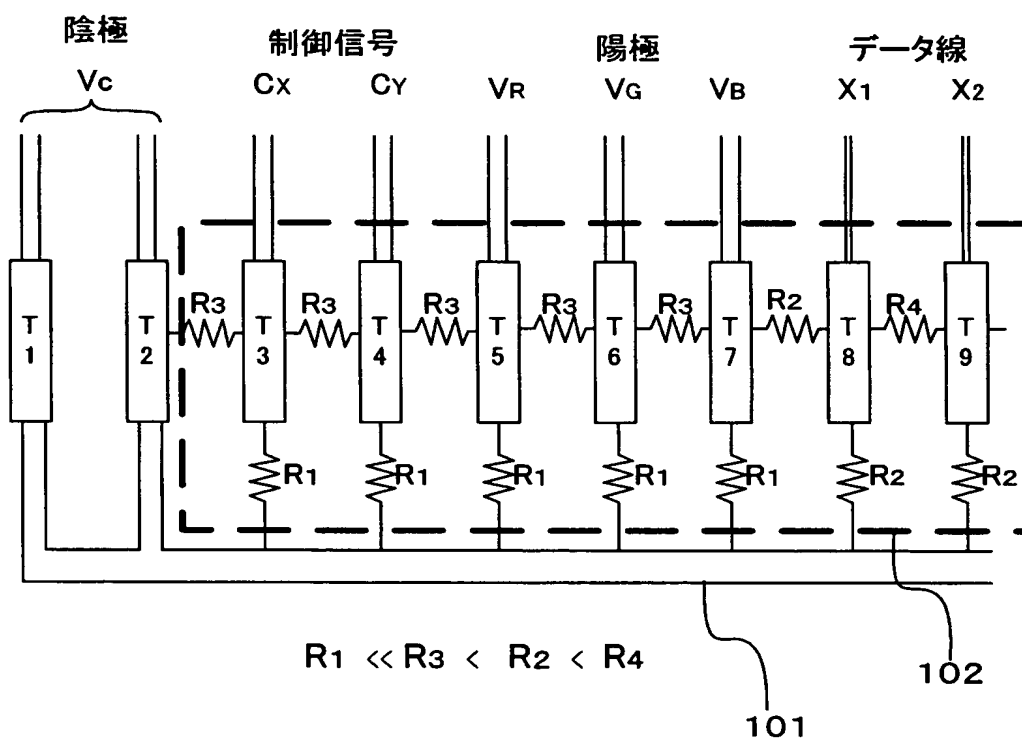 陰極 制御信号 陽極 データ線
Vc CX CY VR VG VB X1 X2
R3 R3 R3 R3 R3 R2 R4
T1 T2 T3 T4 T5 T6 T7 T8 T9
R1 R1 R1 R1 R1 R2 R2
R1 << R3 < R2 < R4
102
101